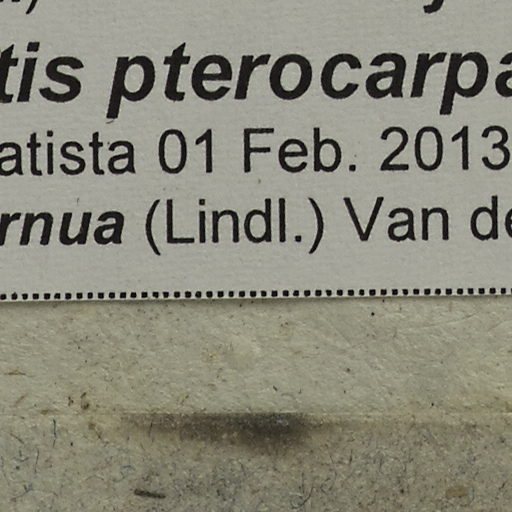 tis pterocarpa
atista 01 Feb. 2013
rnua (Lindl.) Van de